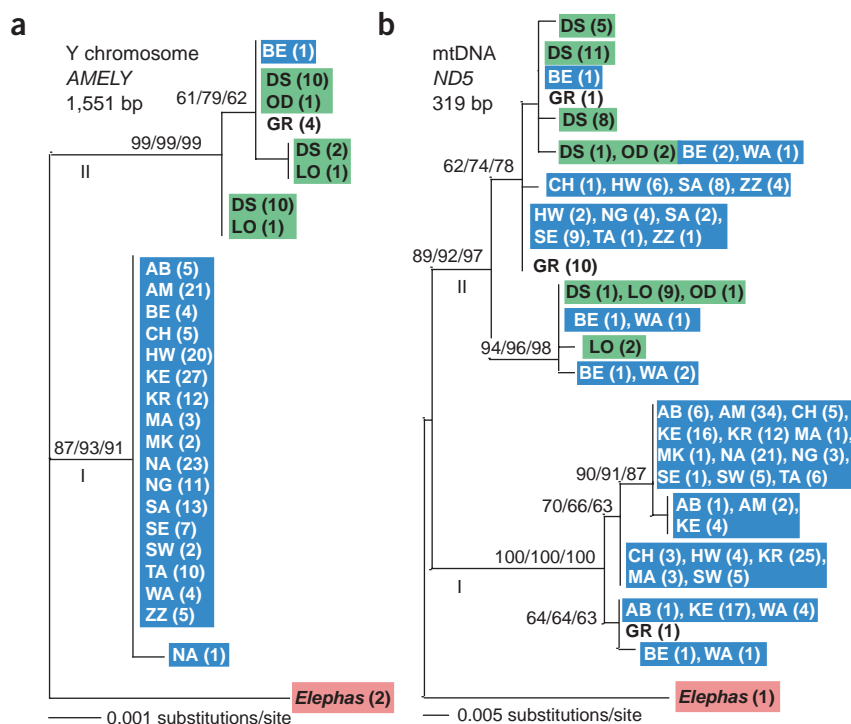 a
Y chromosome
AMELY
1,551 bp
BE (1)
DS (10)
OD (1)
GR (4)
DS (2)
LO (1)
DS (10)
LO (1)
61/79/62
99/99/99
II
AB (5)
AM (21)
BE (4)
CH (5)
HW (20)
KE (27)
KR (12)
MA (3)
MK (2)
NA (23)
NG (11)
SA (13)
SE (7)
SW (2)
TA (10)
WA (4)
ZZ (5)
NA (1)
87/93/91
I
Elephas (2)
0.001 substitutions/site
b
mtDNA
ND5
319 bp
DS (5)
DS (11)
BE (1)
GR (1)
DS (8)
DS (1), OD (2) BE (2), WA (1)
62/74/78
CH (1), HW (6), SA (8), ZZ (4)
HW (2), NG (4), SA (2),
SE (9), TA (1), ZZ (1)
GR (10)
89/92/97
II
DS (1), LO (9), OD (1)
BE (1), WA (1)
LO (2)
BE (1), WA (2)
94/96/98
AB (6), AM (34), CH (5),
KE (16), KR (12) MA (1),
MK (1), NA (21), NG (3),
SE (1), SW (5), TA (6)
90/91/87
AB (1), AM (2),
KE (4)
70/66/63
CH (3), HW (4), KR (25),
MA (3), SW (5)
100/100/100
I
AB (1), KE (17), WA (4)
GR (1)
BE (1), WA (1)
64/64/63
Elephas (1)
0.005 substitutions/site